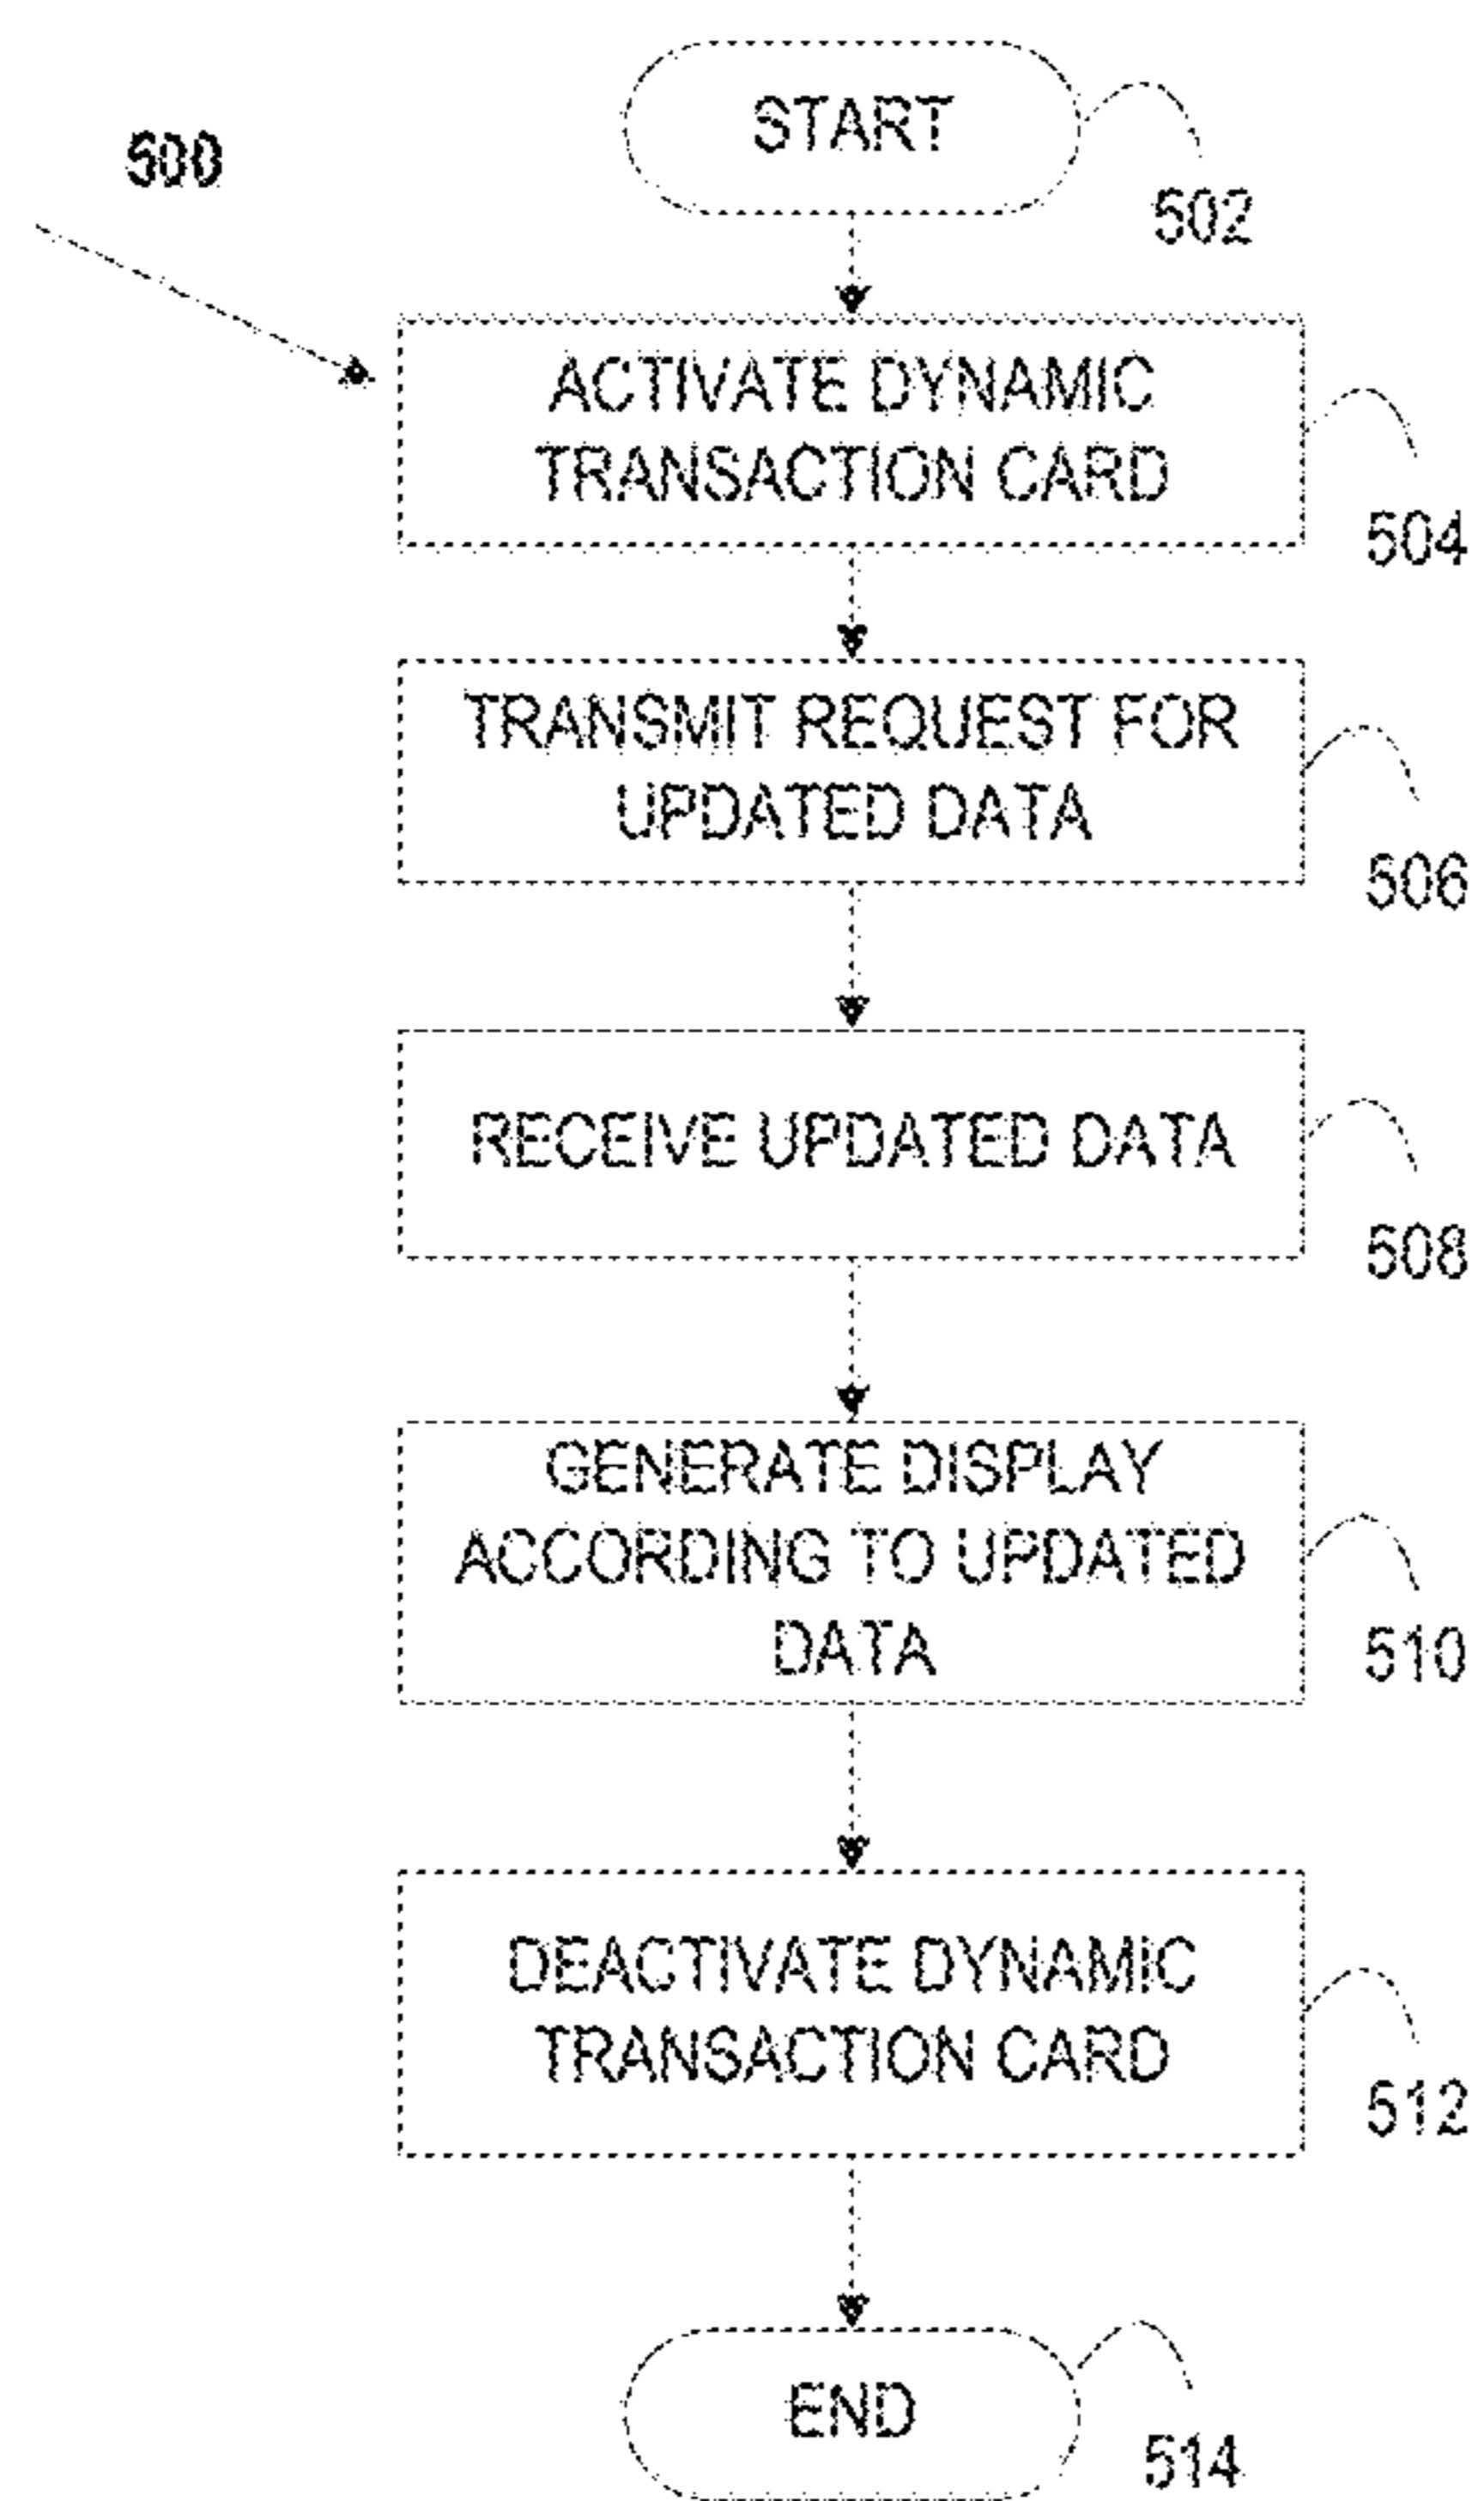 START
500
502
ACTIVATE DYNAMIC
TRANSACTION CARD
504
TRANSMIT REQUEST FOR
UPDATED DATA
506
RECEIVE UPDATED DATA
508
GENERATE DISPLAY
ACCORDING TO UPDATED
DATA
510
DEACTIVATE DYNAMIC
TRANSACTION CARD
512
END
514